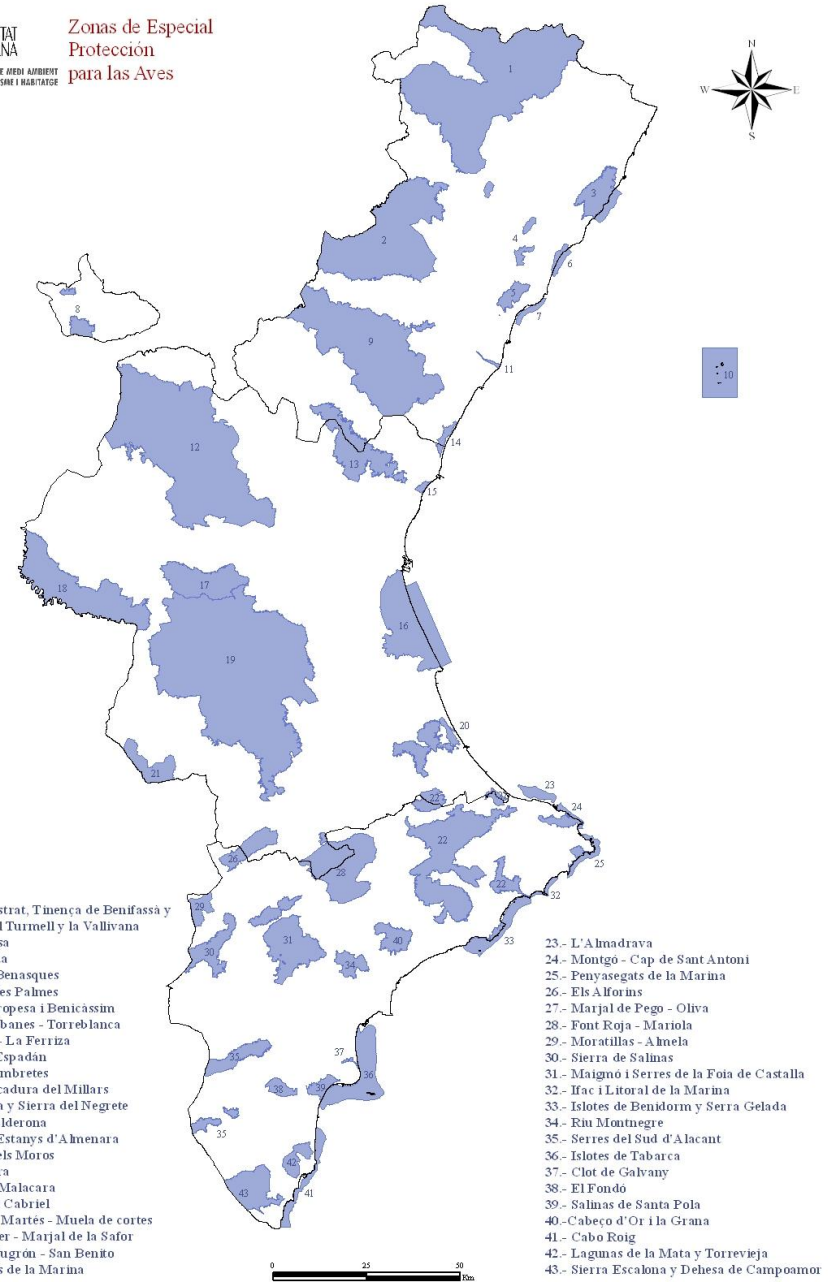 TAT
NA
E MEDI AMBIENT
SME I HABITATGE
Zonas de Especial
Protección
para las Aves
N
W
E
S
1
3
2
4
6
5
7
8
9
10
11
12
13
14
15
16
17
18
19
20
21
22
23
24
22
25
22
26
28
29
30
31
32
33
34
40
35
36
37
38
39
35
41
42
43
strat, Tinença de Benifassà y
l Turmell y la Vallivana
sa
a
Benasques
es Palmes
ropesa i Benicàssim
banes - Torreblanca
- La Ferriza
Espadán
mbretes
cadura del Millars
n y Sierra del Negrete
lderona
Estanys d'Almenara
els Moros
ra
Malacara
Cabriel
Martés - Muela de cortes
er - Marjal de la Safor
ugrón - San Benito
s de la Marina
23.- L'Almadrava
24.- Montgó - Cap de Sant Antoni
25.- Penyasegats de la Marina
26.- Els Alforins
27.- Marjal de Pego - Oliva
28.- Font Roja - Mariola
29.- Moratillas - Almela
30.- Sierra de Salinas
31.- Maigmó i Serres de la Foia de Castalla
32.- Ifac i Litoral de la Marina
33.- Islotes de Benidorm y Serra Gelada
34.- Riu Montnegre
35.- Serres del Sud d'Alacant
36.- Islotes de Tabarca
37.- Clot de Galvany
38.- El Fondó
39.- Salinas de Santa Pola
40.-Cabeço d'Or i la Grana
41.- Cabo Roig
42.- Lagunas de la Mata y Torrevieja
43.- Sierra Escalona y Dehesa de Campoamor
0 25 50
Km